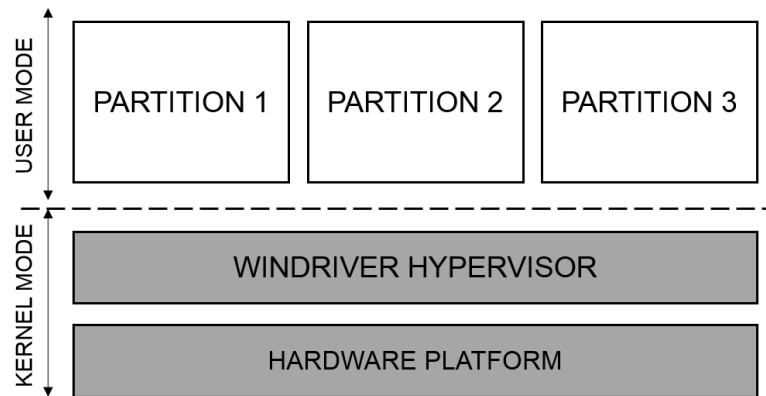 USER MODE
PARTITION 1
PARTITION 2
PARTITION 3
KERNEL MODE
WINDRIVER HYPERVISOR
HARDWARE PLATFORM